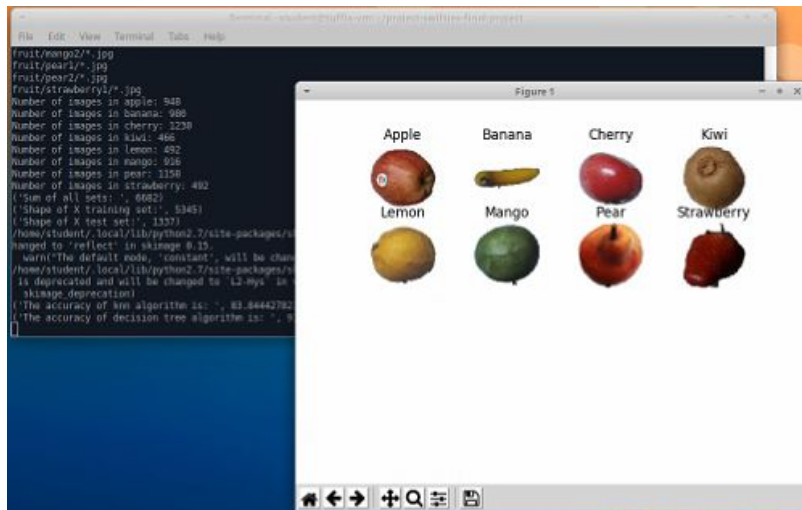 File Edit View Terminal Tabs Help
fruit/mango2/*.jpg
fruit/pear1/*.jpg
fruit/pear2/*.jpg
fruit/strawberry1/*.jpg
Number of images in apple: 948
Number of images in banana: 980
Number of images in cherry: 1230
Number of images in kiwi: 466
Number of images in lemon: 492
Number of images in mango: 916
Number of images in pear: 1150
Number of images in strawberry: 492
('Sum of all sets: ', 6682)
('Shape of X training set:', 5345)
('Shape of X test set:', 1337)
/home/student/.local/lib/python2.7/site-packages/s
hanged to 'reflect' in skimage 0.15.
warn("The default mode, 'constant', will be chan
/home/student/.local/lib/python2.7/site-packages/s
is deprecated and will be changed to `L2-Hys` in
skimage_deprecation)
('The accuracy of knn algorithm is: ',
('The accuracy of decision tree algorithm is: ',
Figure 1
Apple Banana Cherry Kiwi
Lemon Mango Pear Strawberry